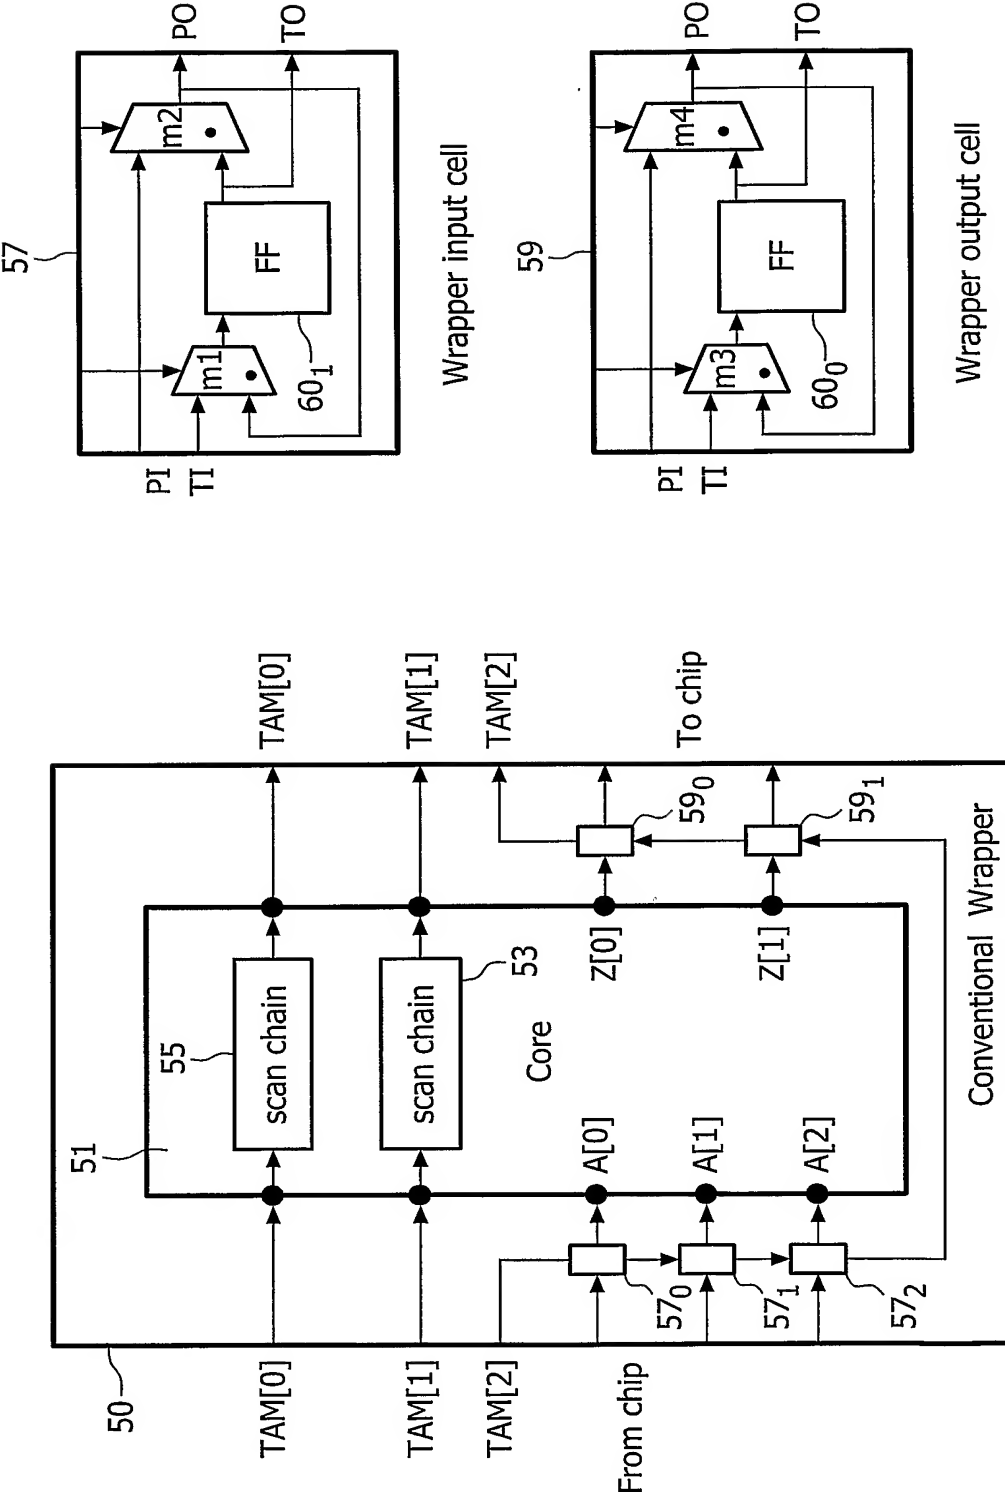 50
51
55
scan chain
scan chain
53
Core
TAM[0]
TAM[1]
TAM[2]
From chip
A[0]
A[1]
A[2]
57₀
57₁
57₂
Z[0]
Z[1]
59₀
59₁
TAM[0]
TAM[1]
TAM[2]
To chip
Conventional Wrapper
57
PI
TI
m1
FF
60₁
m2
PO
TO
Wrapper input cell
59
PI
TI
m3
FF
60₀
m4
PO
TO
Wrapper output cell